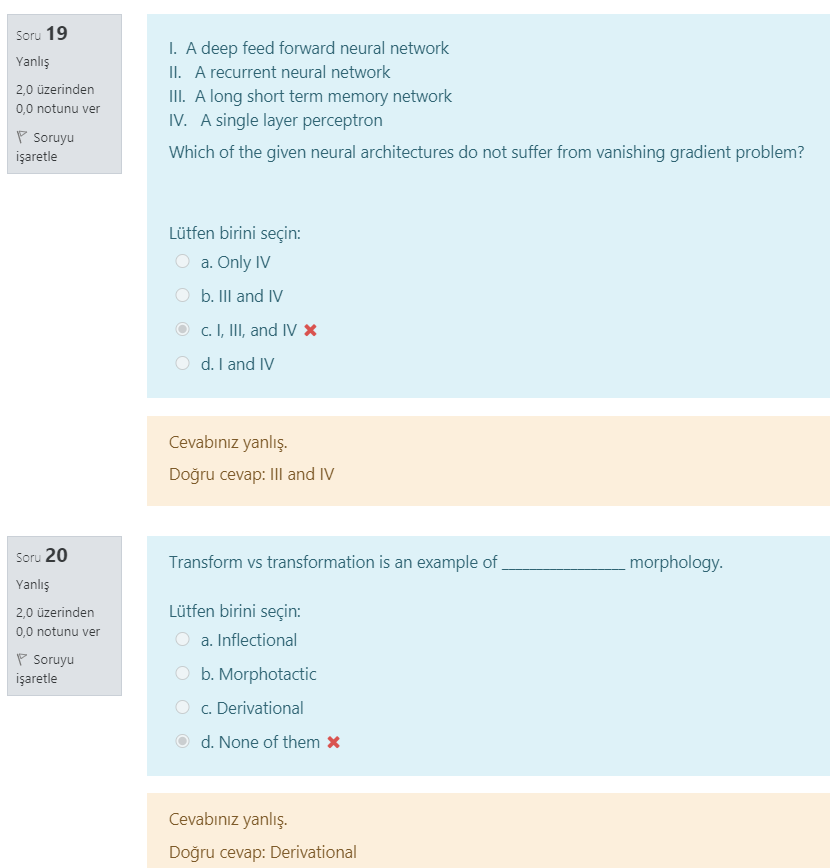 Soru 19
Yanlış
2,0 üzerinden
0,0 notunu ver
Soruyu
işaretle
I. A deep feed forward neural network
II. A recurrent neural network
III. A long short term memory network
IV. A single layer perceptron
Which of the given neural architectures do not suffer from vanishing gradient problem?
Lütfen birini seçin:
a. Only IV
b. III and IV
c. I, III, and IV
d. I and IV
Cevabınız yanlış.
Doğru cevap: III and IV
Soru 20
Yanlış
2,0 üzerinden
0,0 notunu ver
Soruyu
işaretle
Transform vs transformation is an example of _________________ morphology.
Lütfen birini seçin:
a. Inflectional
b. Morphotactic
c. Derivational
d. None of them
Cevabınız yanlış.
Doğru cevap: Derivational